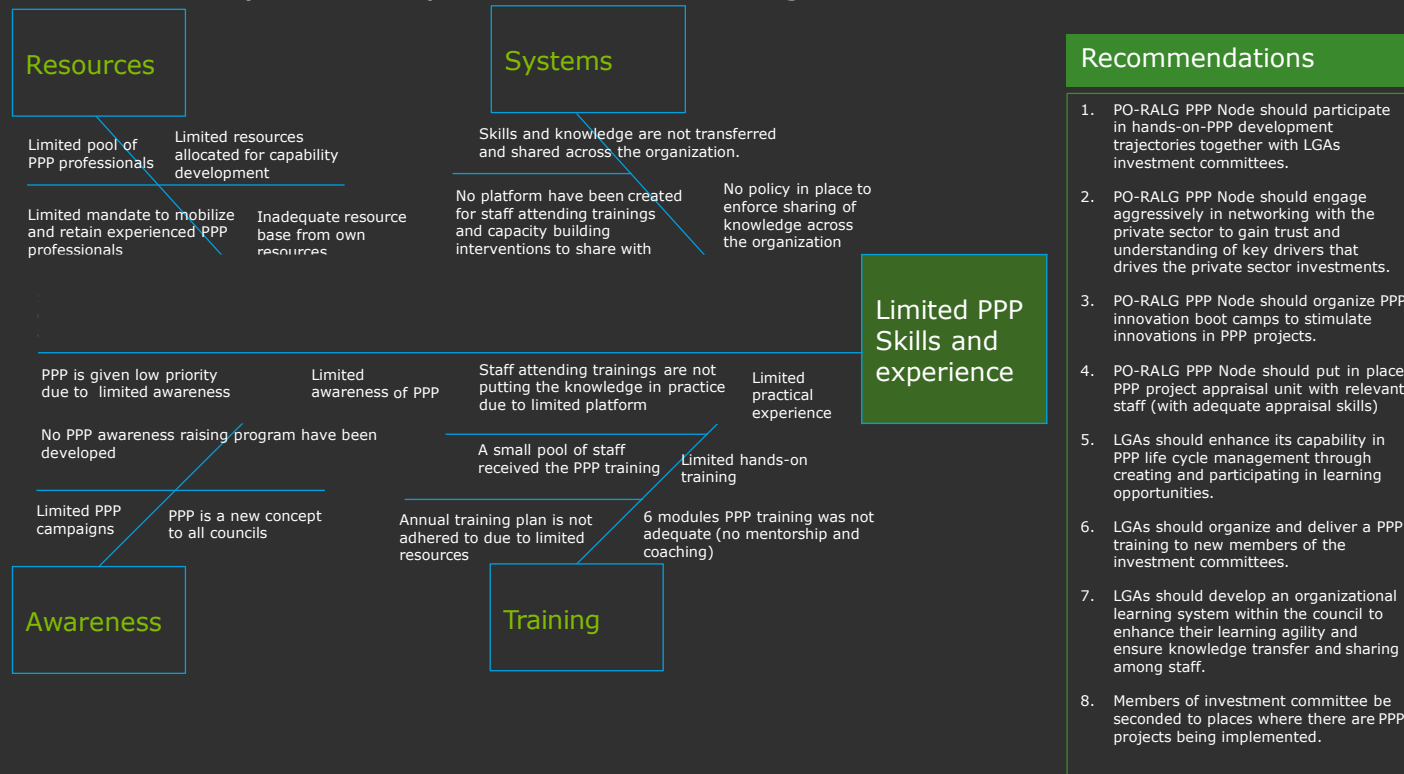 Resources
Limited pool of
PPP professionals
Limited resources
allocated for capability
development
Limited mandate to mobilize
and retain experienced PPP
professionals
Inadequate resource
base from own
resources
Systems
Skills and knowledge are not transferred
and shared across the organization.
No platform have been created
for staff attending trainings
and capacity building
interventions to share with
No policy in place to
enforce sharing of
knowledge across
the organization
Limited PPP
Skills and
experience
PPP is given low priority
due to limited awareness
Limited
awareness of PPP
No PPP awareness raising program have been
developed
Limited PPP
campaigns
PPP is a new concept
to all councils
Awareness
Staff attending trainings are not
putting the knowledge in practice
due to limited platform
Limited
practical
experience
A small pool of staff
received the PPP training
Limited hands-on
training
Annual training plan is not
adhered to due to limited
resources
6 modules PPP training was not
adequate (no mentorship and
coaching)
Training
Recommendations
1. PO-RALG PPP Node should participate
in hands-on-PPP development
trajectories together with LGAs
investment committees.
2. PO-RALG PPP Node should engage
aggressively in networking with the
private sector to gain trust and
understanding of key drivers that
drives the private sector investments.
3. PO-RALG PPP Node should organize PPP
innovation boot camps to stimulate
innovations in PPP projects.
4. PO-RALG PPP Node should put in place
PPP project appraisal unit with relevant
staff (with adequate appraisal skills)
5. LGAs should enhance its capability in
PPP life cycle management through
creating and participating in learning
opportunities.
6. LGAs should organize and deliver a PPP
training to new members of the
investment committees.
7. LGAs should develop an organizational
learning system within the council to
enhance their learning agility and
ensure knowledge transfer and sharing
among staff.
8. Members of investment committee be
seconded to places where there are PPP
projects being implemented.